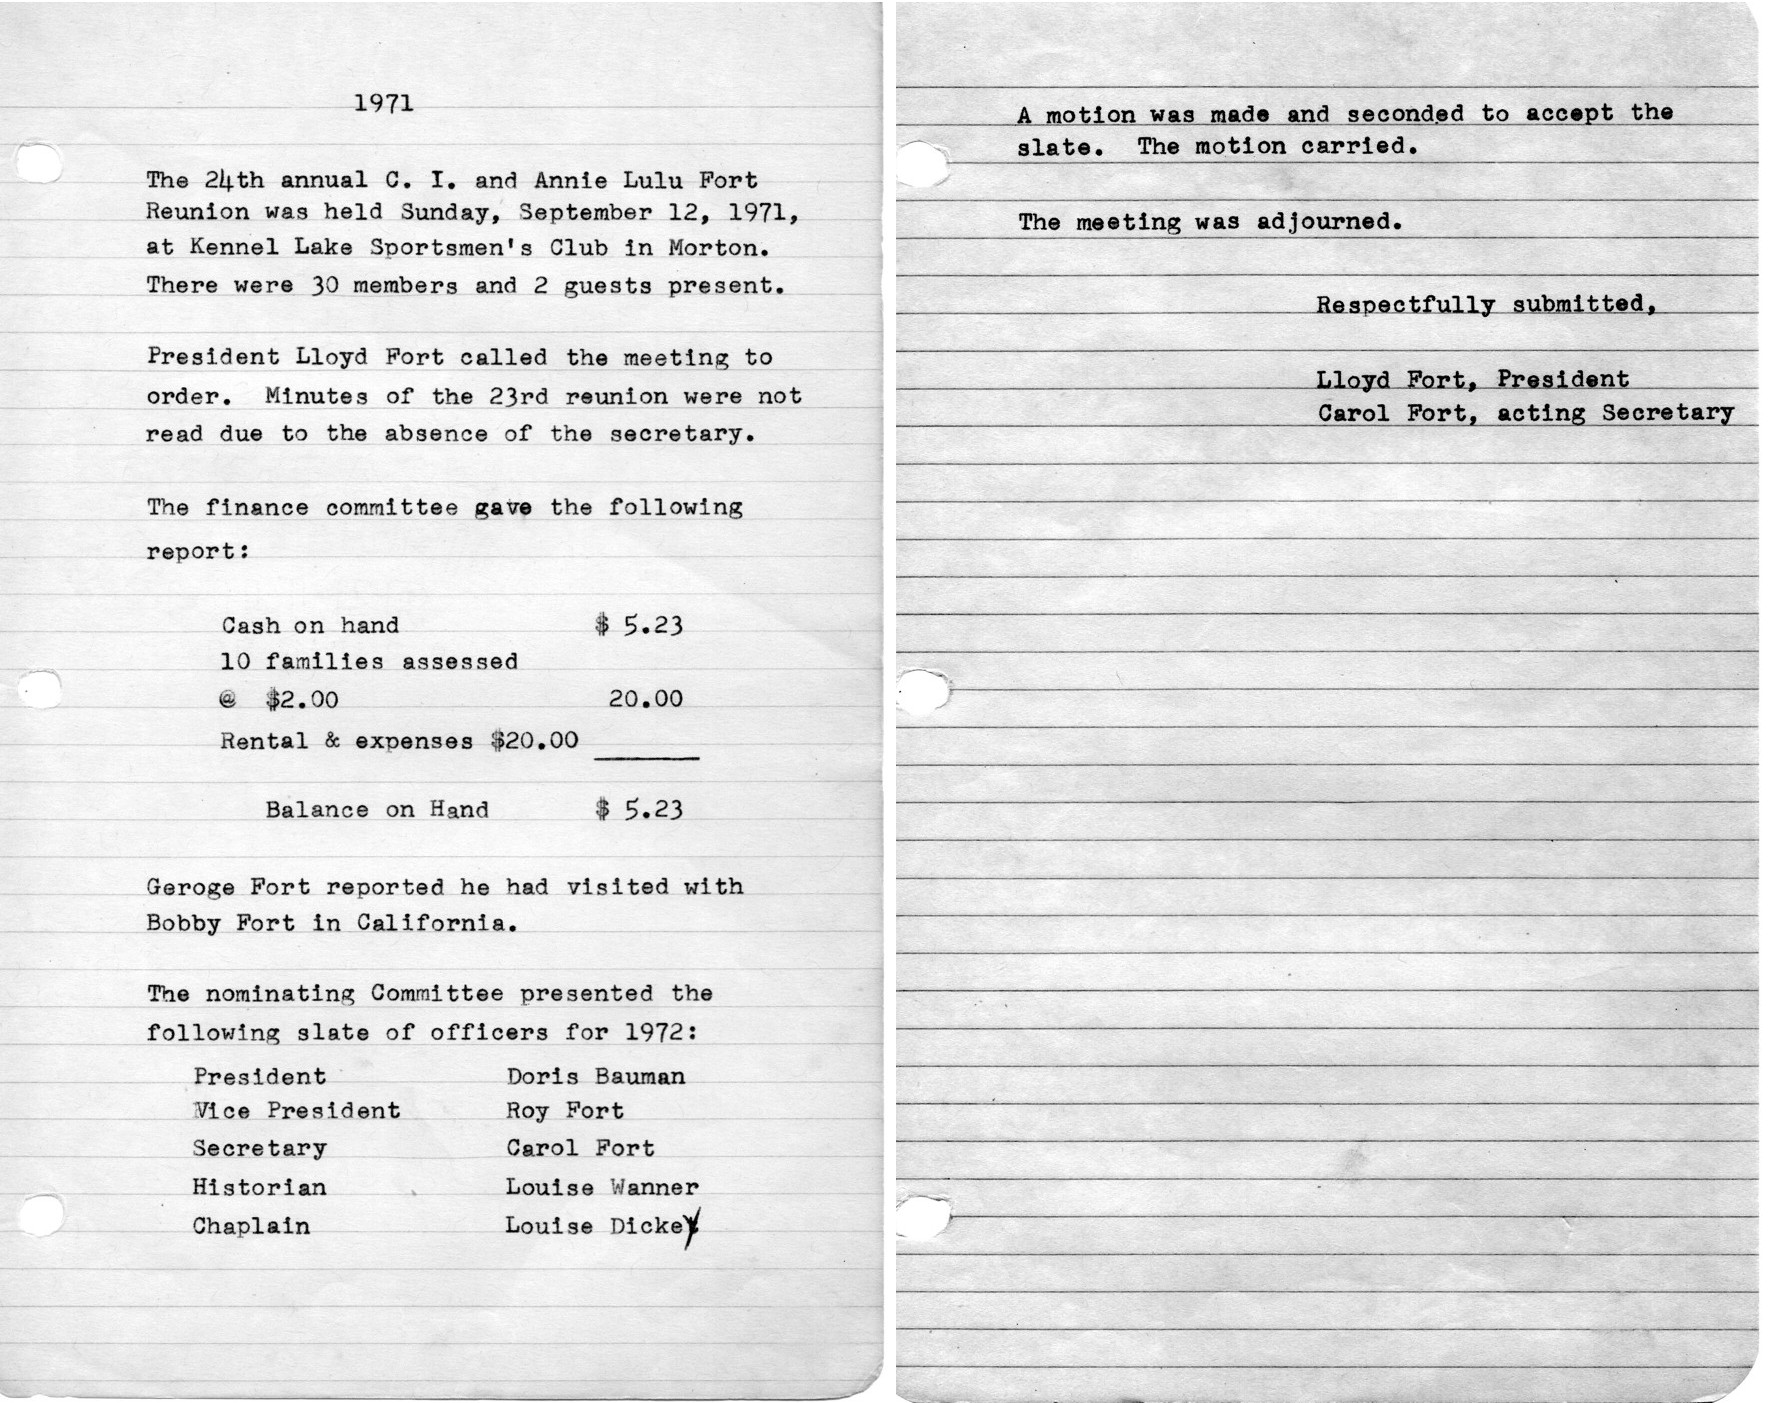 1971
The 24th annual C. I. and Annie Lulu Fort
Reunion was held Sunday, September 12, 1971,
at Kennel Lake Sportsmen's Club in Morton.
There were 30 members and 2 guests present.
President Lloyd Fort called the meeting to
order. Minutes of the 23rd reunion were not
read due to the absence of the secretary.
The finance committee gave the following
report:
Cash on hand $ 5.23
10 families assessed
@ $2.00 20.00
Rental & expenses $20.00
Balance on Hand $ 5.23
Geroge Fort reported he had visited with
Bobby Fort in California.
The nominating Committee presented the
following slate of officers for 1972:
President Doris Bauman
Vice President Roy Fort
Secretary Carol Fort
Historian Louise Wanner
Chaplain Louise Dickey
A motion was made and seconded to accept the
slate. The motion carried.
The meeting was adjourned.
Respectfully submitted,
Lloyd Fort, President
Carol Fort, acting Secretary